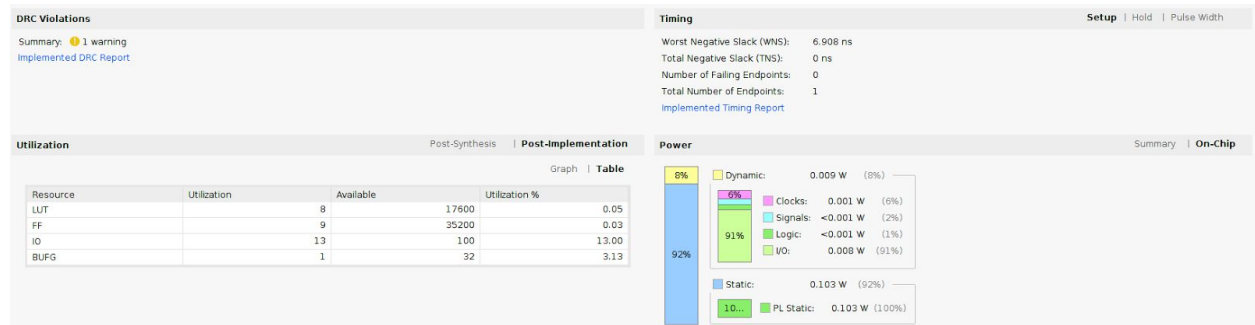 DRC Violations
Summary: 1 warning
Implemented DRC Report
Timing
Setup | Hold | Pulse Width
Worst Negative Slack (WNS): 6.908 ns
Total Negative Slack (TNS): 0 ns
Number of Failing Endpoints: 0
Total Number of Endpoints: 1
Implemented Timing Report
Utilization
Post-Synthesis | Post-Implementation
Graph | Table
Resource Utilization Available Utilization %
LUT 8 17600 0.05
FF 9 35200 0.03
IO 13 100 13.00
BUFG 1 32 3.13
Power
Summary | On-Chip
8% Dynamic: 0.009 W (8%)
6% Clocks: 0.001 W (6%)
Signals: <0.001 W (2%)
91% Logic: <0.001 W (1%)
I/O: 0.008 W (91%)
92%
Static: 0.103 W (92%)
10... PL Static: 0.103 W (100%)